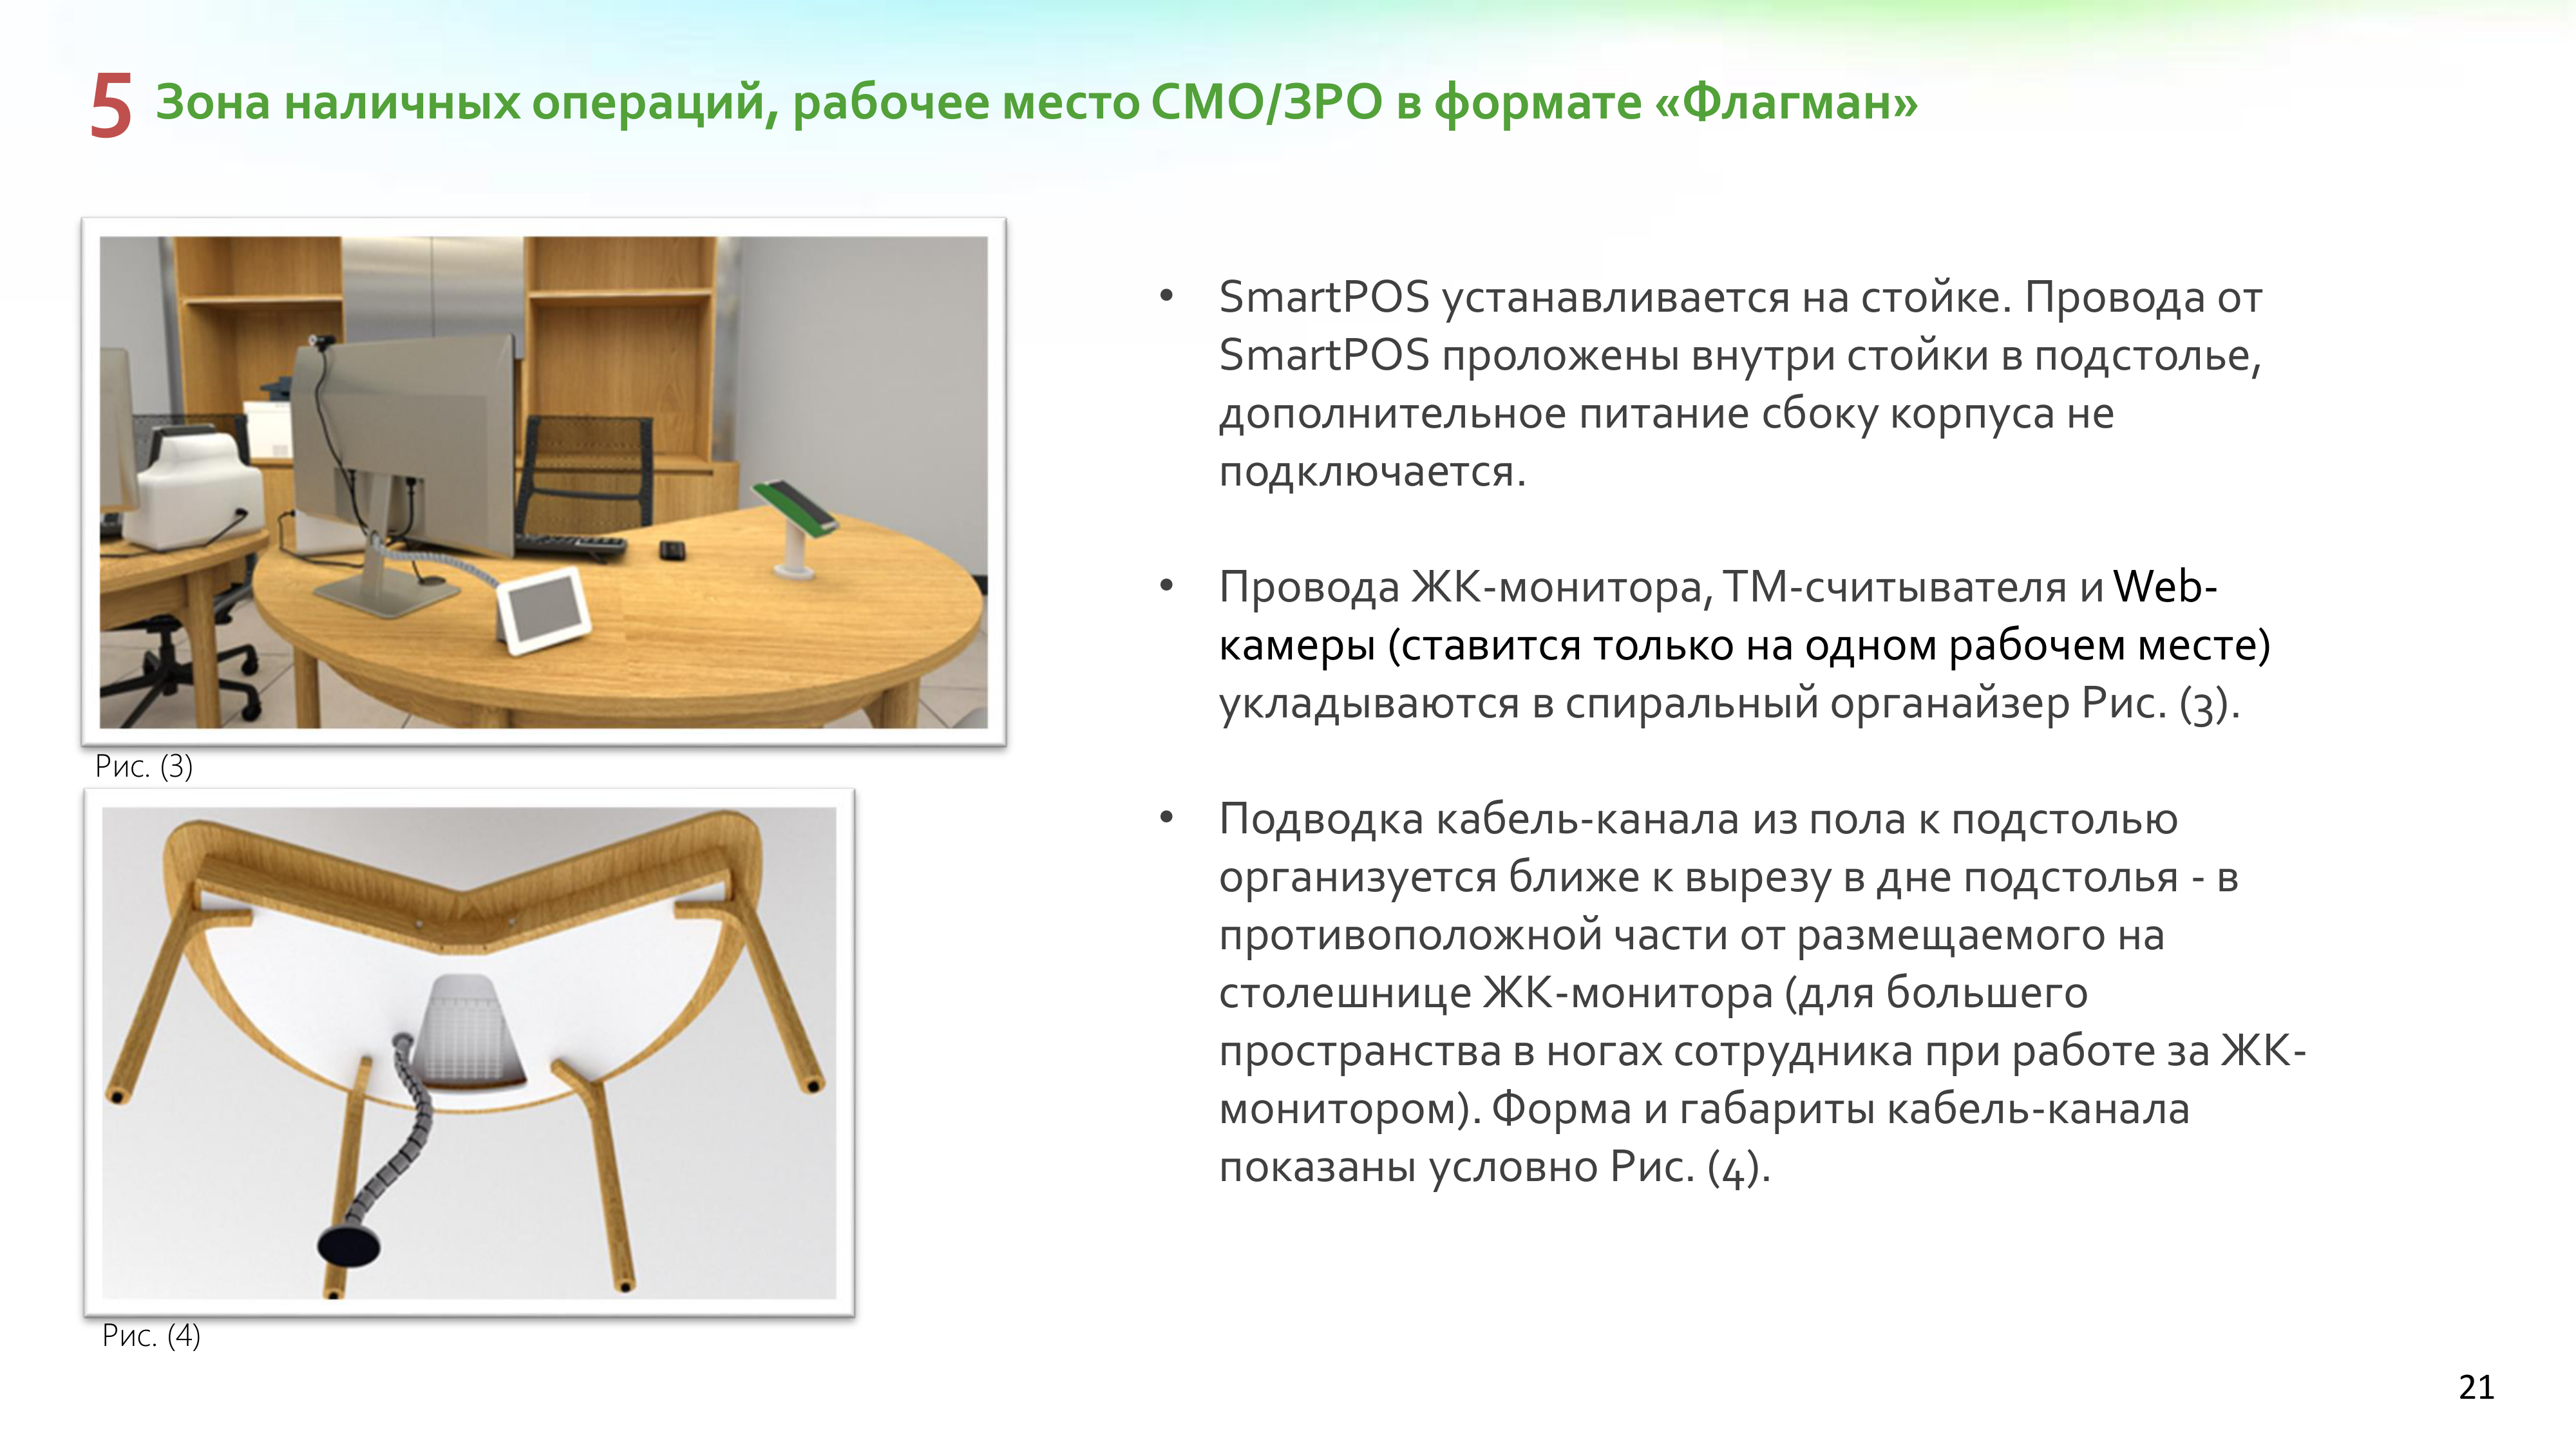 5 Зона наличных операций, рабочее место СМО/ЗРО в формате «Флагман»
Рис. (3)
Рис. (4)
• SmartPOS устанавливается на стойке. Провода от
SmartPOS проложены внутри стойки в подстолье,
дополнительное питание сбоку корпуса не
подключается.
• Провода ЖК-монитора, ТМ-считывателя и Web-
камеры (ставится только на одном рабочем месте)
укладываются в спиральный органайзер Рис. (3).
• Подводка кабель-канала из пола к подстолью
организуется ближе к вырезу в дне подстолья - в
противоположной части от размещаемого на
столешнице ЖК-монитора (для большего
пространства в ногах сотрудника при работе за ЖК-
монитором). Форма и габариты кабель-канала
показаны условно Рис. (4).
21